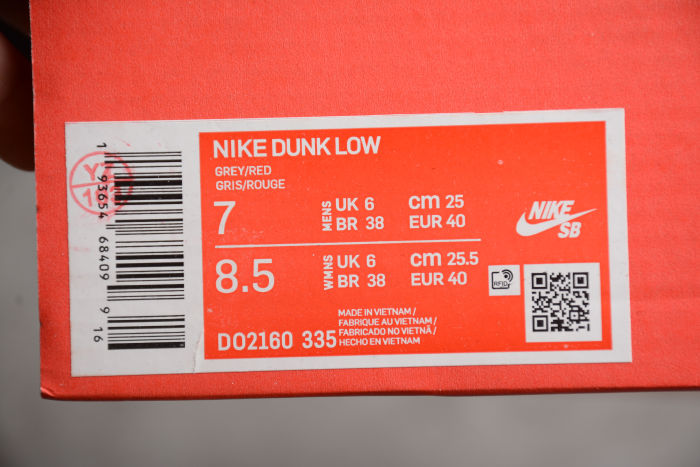 NIKE DUNK LOW
GREY/RED
GRIS/ROUGE
7 MENS UK 6 cm 25
BR 38 EUR 40
8.5 WMNS UK 6 cm 25.5
BR 38 EUR 40
NIKE
SB
RFID
MADE IN VIETNAM /
FABRIQUE AU VIETNAM /
FABRICADO NO VIETNÃ /
HECHO EN VIETNAM
DO2160 335
1 93654 68409 9 16